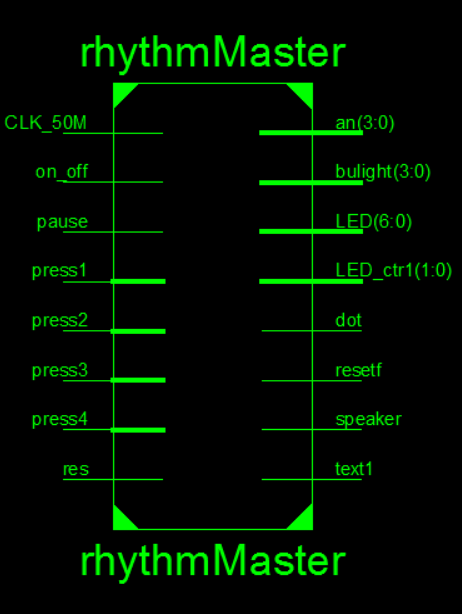 rhythmMaster
CLK_50M
an(3:0)
on_off
bulight(3:0)
pause
LED(6:0)
press1
LED_ctr1(1:0)
press2
dot
press3
resetf
press4
speaker
res
text1
rhythmMaster